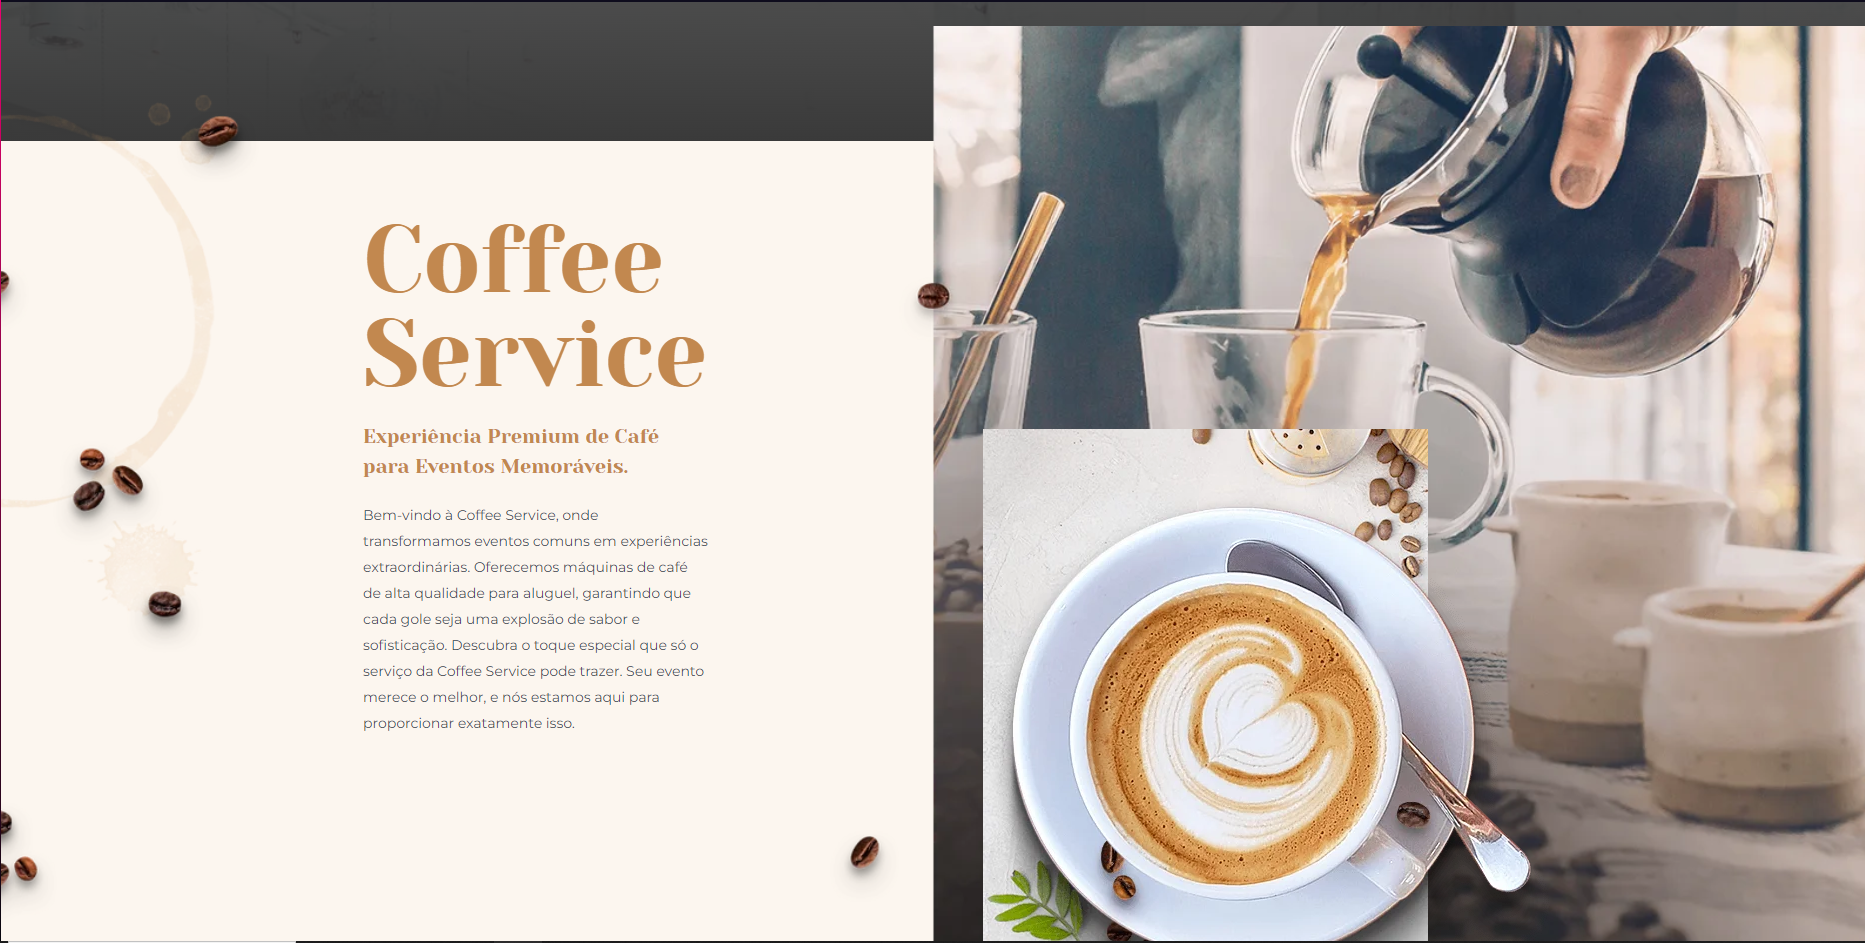 Coffee
Service
Experiência Premium de Café
para Eventos Memoráveis.
Bem-vindo à Coffee Service, onde
transformamos eventos comuns em experiências
extraordinárias. Oferecemos máquinas de café
de alta qualidade para aluguel, garantindo que
cada gole seja uma explosão de sabor e
sofisticação. Descubra o toque especial que só o
serviço da Coffee Service pode trazer. Seu evento
merece o melhor, e nós estamos aqui para
proporcionar exatamente isso.